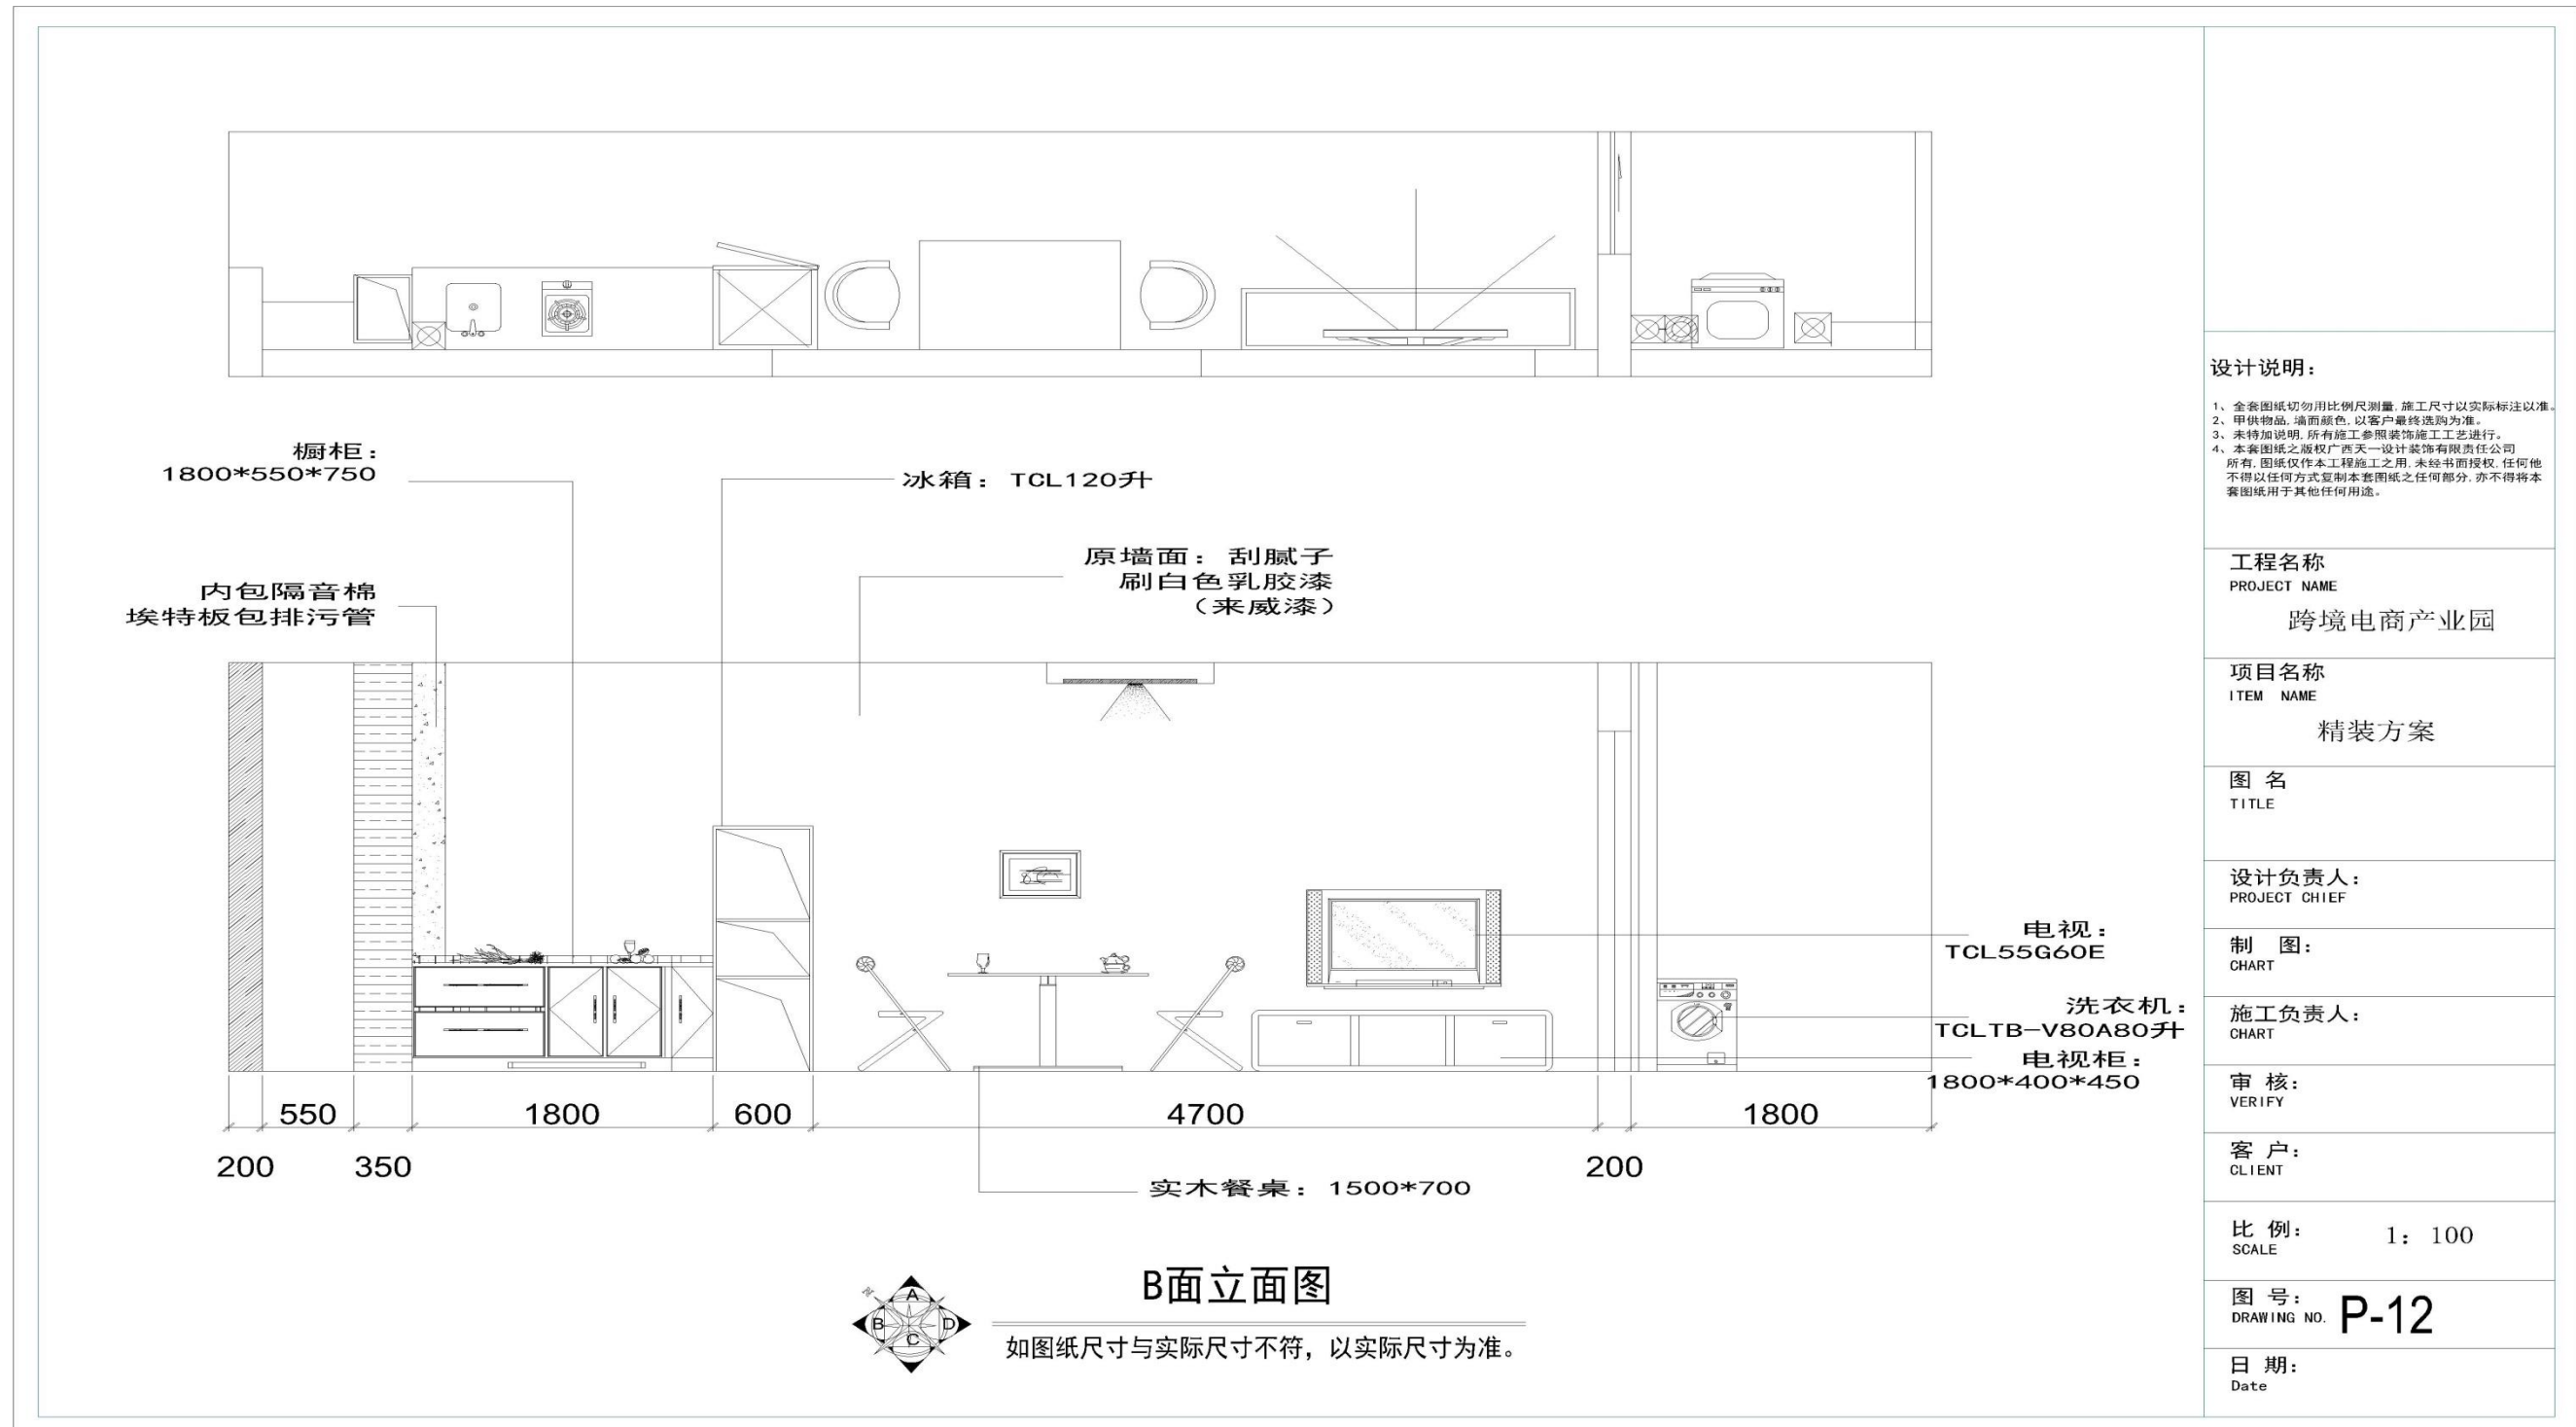 橱柜：
1800*550*750
冰箱：TCL120升
原墙面：刮腻子
刷白色乳胶漆
（来威漆）
内包隔音棉
埃特板包排污管
电视：
TCL55G60E
洗衣机：
TCLTB-V80A80升
电视柜：
1800*400*450
550
1800
600
4700
1800
200
350
200
实木餐桌：1500*700
N
A
B
D
C
B面立面图
如图纸尺寸与实际尺寸不符，以实际尺寸为准。
设计说明：
1、全套图纸切勿用比例尺测量,施工尺寸以实际标注以准。
2、甲供物品,墙面颜色,以客户最终选购为准。
3、未特加说明,所有施工参照装饰施工工艺进行。
4、本套图纸之版权广西天一设计装饰有限责任公司
所有,图纸仅作本工程施工之用,未经书面授权,任何他
不得以任何方式复制本套图纸之任何部分,亦不得将本
套图纸用于其他任何用途。
工程名称
PROJECT NAME
跨境电商产业园
项目名称
ITEM NAME
精装方案
图 名
TITLE
设计负责人：
PROJECT CHIEF
制 图：
CHART
施工负责人：
CHART
审 核：
VERIFY
客 户：
CLIENT
比 例： 1：100
SCALE
图 号：
DRAWING NO. P-12
日 期：
Date